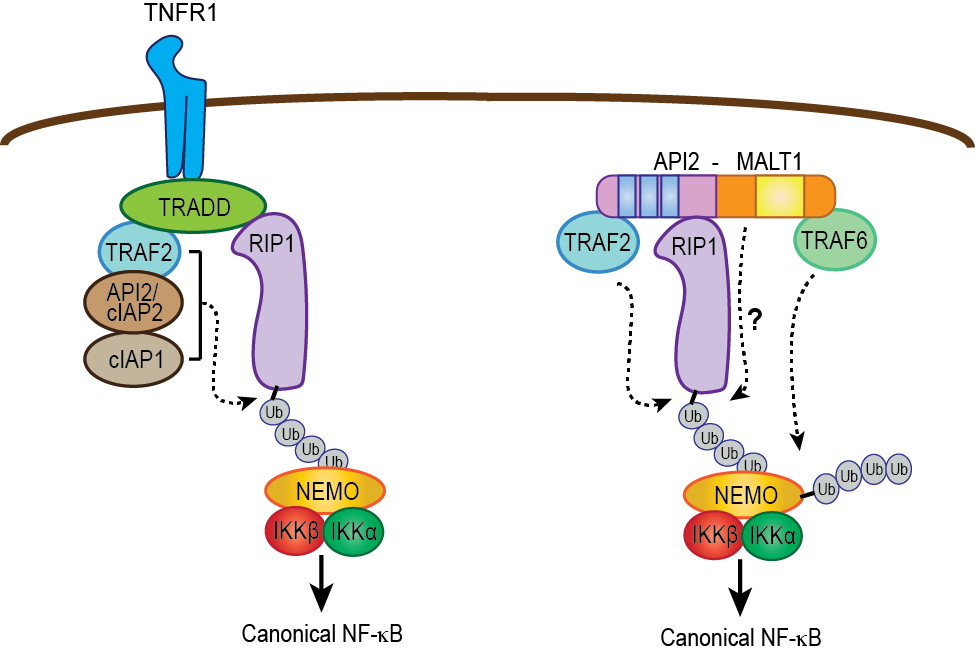 TNFR1
TRADD
TRAF2
RIP1
API2/
cIAP2
cIAP1
Ub
Ub
Ub
Ub
NEMO
IKKβ
IKKα
Canonical NF-κB
API2 - MALT1
TRAF2
RIP1
TRAF6
?
Ub
Ub
Ub
Ub
NEMO
Ub
Ub
Ub
Ub
IKKβ
IKKα
Canonical NF-κB